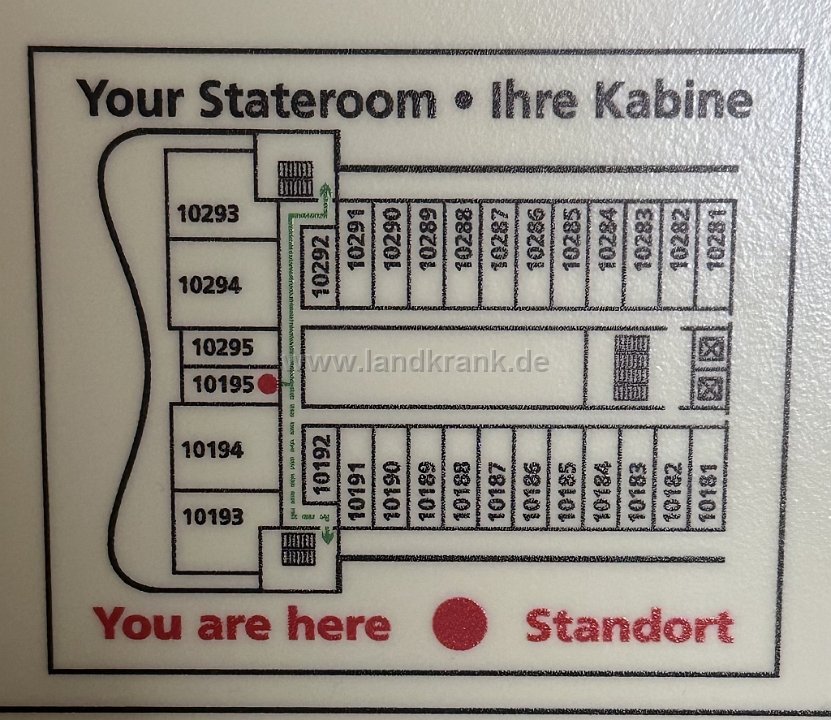 Your Stateroom • Ihre Kabine
10293
10294
10295
10195
10194
10193
10292 10291 10290 10289 10288 10287 10286 10285 10284 10283 10282 10281
www.landkrank.de
10192 10191 10190 10189 10188 10187 10186 10185 10184 10183 10182 10181
You are here Standort